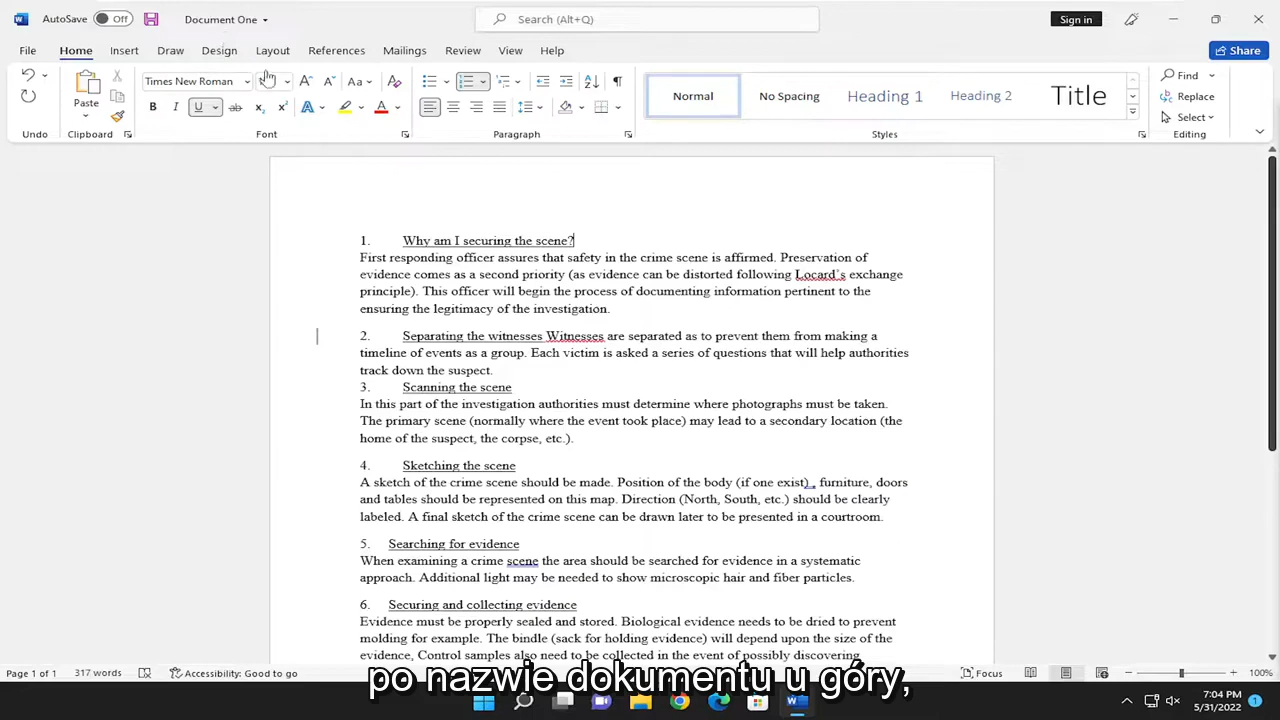 AutoSave Off Document One Search (Alt+Q) Sign in
File Home Insert Draw Design Layout References Mailings Review View Help Share
Times New Roman Aa Normal No Spacing Heading 1 Heading 2 Title Find
Paste B I U ab x₂ x² A A Replace
Select
Undo Clipboard Font Paragraph Styles Editing
1. Why am I securing the scene?
First responding officer assures that safety in the crime scene is affirmed. Preservation of
evidence comes as a second priority (as evidence can be distorted following Locard's exchange
principle). This officer will begin the process of documenting information pertinent to the
ensuring the legitimacy of the investigation.
2. Separating the witnesses Witnesses are separated as to prevent them from making a
timeline of events as a group. Each victim is asked a series of questions that will help authorities
track down the suspect.
3. Scanning the scene
In this part of the investigation authorities must determine where photographs must be taken.
The primary scene (normally where the event took place) may lead to a secondary location (the
home of the suspect, the corpse, etc.).
4. Sketching the scene
A sketch of the crime scene should be made. Position of the body (if one exist) , furniture, doors
and tables should be represented on this map. Direction (North, South, etc.) should be clearly
labeled. A final sketch of the crime scene can be drawn later to be presented in a courtroom.
5. Searching for evidence
When examining a crime scene the area should be searched for evidence in a systematic
approach. Additional light may be needed to show microscopic hair and fiber particles.
6. Securing and collecting evidence
Evidence must be properly sealed and stored. Biological evidence needs to be dried to prevent
molding for example. The bindle (sack for holding evidence) will depend upon the size of the
evidence, Control samples also need to be collected in the event of possibly discovering
Page 1 of 1 Accessibility: Good to go Focus 100%
po nazwie dokumentu u góry,
7:04 PM
5/31/2022